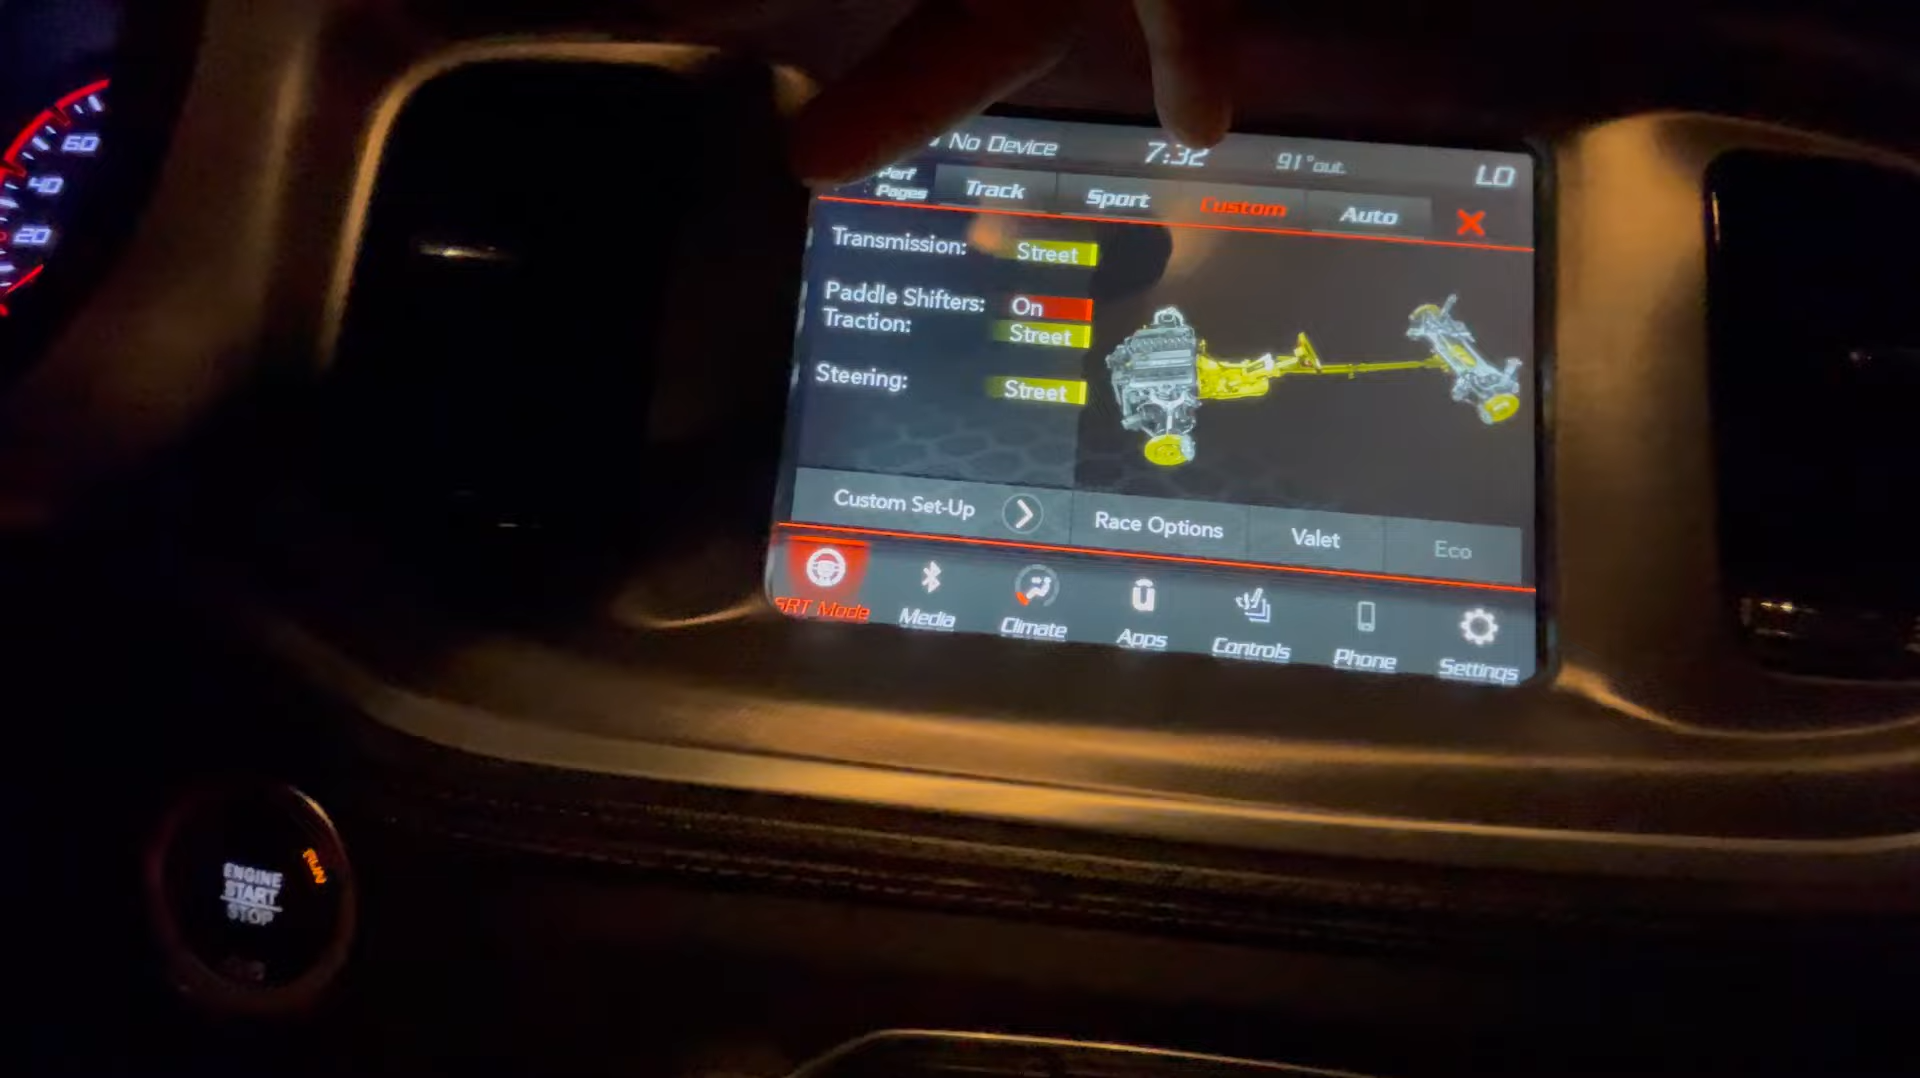 60
40
20
No Device
7:32
91°out.
LO
Perf
Pages
Track
Sport
Custom
Auto
Transmission:
Street
Paddle Shifters:
On
Traction:
Street
Steering:
Street
Custom Set-Up
Race Options
Valet
Eco
SRT Mode
Media
Climate
Apps
Controls
Phone
Settings
RUN
ENGINE
START
STOP